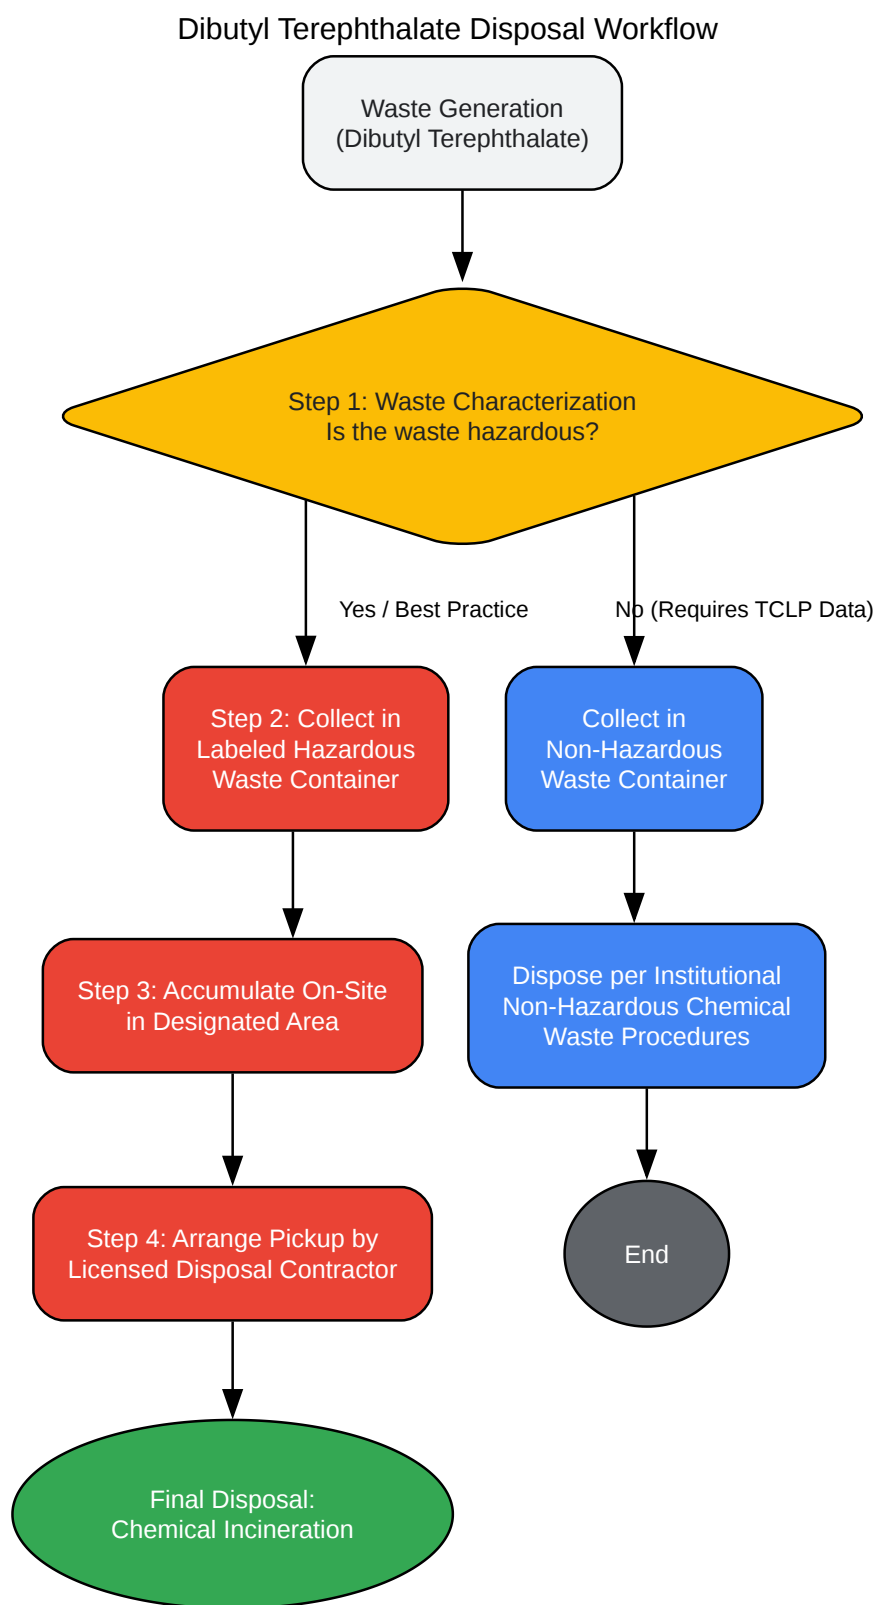 Dibutyl Terephthalate Disposal Workflow
Waste Generation
(Dibutyl Terephthalate)
Step 1: Waste Characterization
Is the waste hazardous?
Yes / Best Practice
No (Requires TCLP Data)
Step 2: Collect in
Labeled Hazardous
Waste Container
Collect in
Non-Hazardous
Waste Container
Step 3: Accumulate On-Site
in Designated Area
Dispose per Institutional
Non-Hazardous Chemical
Waste Procedures
Step 4: Arrange Pickup by
Licensed Disposal Contractor
End
Final Disposal:
Chemical Incineration